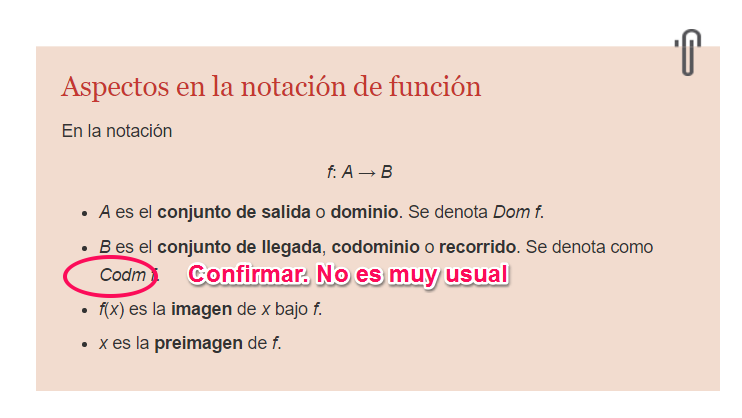 Aspectos en la notación de función
En la notación
f: A → B
• A es el conjunto de salida o dominio. Se denota Dom f.
• B es el conjunto de llegada, codominio o recorrido. Se denota como
Codm f. Confirmar. No es muy usual
• f(x) es la imagen de x bajo f.
• x es la preimagen de f.